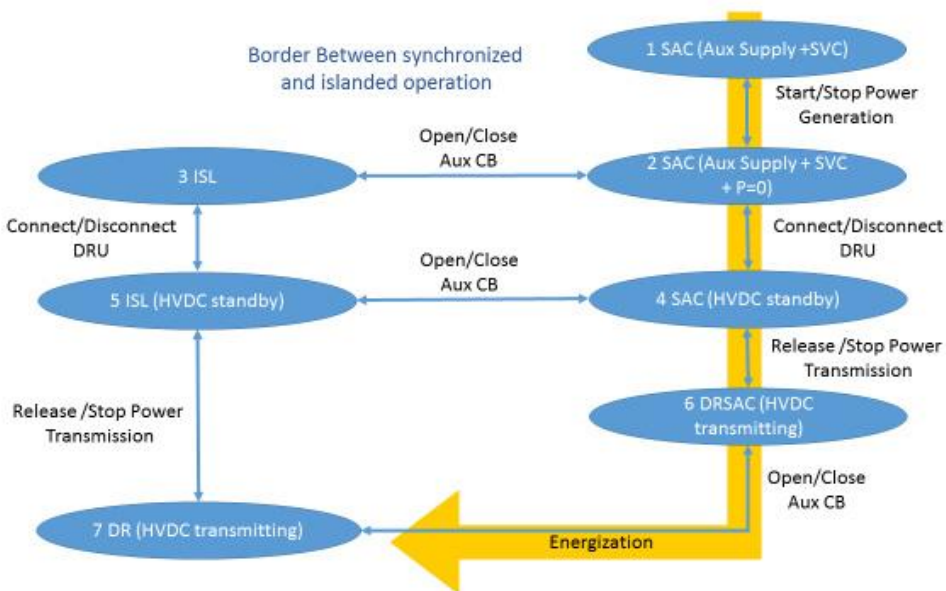 1 SAC (Aux Supply +SVC)
Border Between synchronized
and islanded operation
Start/Stop Power
Generation
Open/Close
Aux CB
3 ISL
2 SAC (Aux Supply + SVC
+ P=0)
Connect/Disconnect
DRU
Connect/Disconnect
DRU
Open/Close
Aux CB
5 ISL (HVDC standby)
4 SAC (HVDC standby)
Release /Stop Power
Transmission
Release /Stop Power
Transmission
6 DRSAC (HVDC
transmitting)
Open/Close
Aux CB
7 DR (HVDC transmitting)
Energization